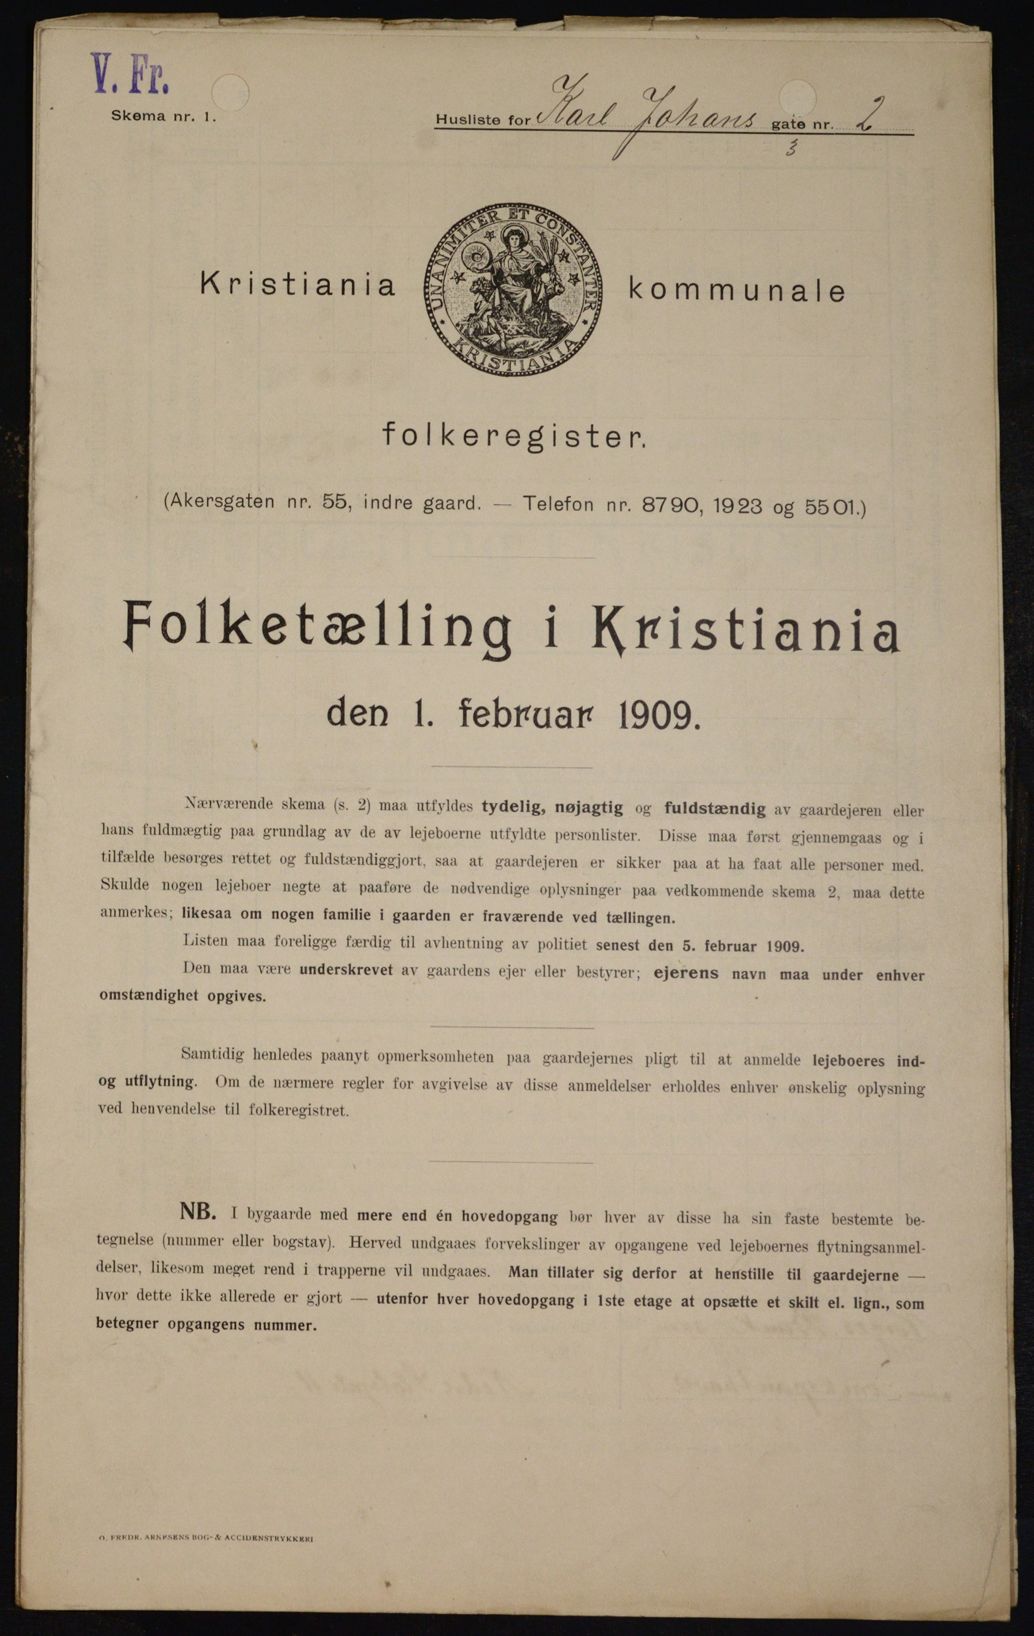 V. Fr.
Skema nr. 1.
Husliste for Karl Johans gate nr. 2
3
UNANIMITER ET CONSTANTER
KRISTIANIA
Kristiania kommunale
folkeregister.
(Akersgaten nr. 55, indre gaard. — Telefon nr. 8790, 1923 og 5501.)
Folketælling i Kristiania
den 1. februar 1909.
Nærværende skema (s. 2) maa utfyldes tydelig, nøjagtig og fuldstændig av gaardejeren eller
hans fuldmægtig paa grundlag av de av lejeboerne utfyldte personlister. Disse maa først gjennemgaas og i
tilfælde besørges rettet og fuldstændiggjort, saa at gaardejeren er sikker paa at ha faat alle personer med.
Skulde nogen lejeboer negte at paaføre de nødvendige oplysninger paa vedkommende skema 2, maa dette
anmerkes; likesaa om nogen familie i gaarden er fraværende ved tællingen.
Listen maa foreligge færdig til avhentning av politiet senest den 5. februar 1909.
Den maa være underskrevet av gaardens ejer eller bestyrer; ejerens navn maa under enhver
omstændighet opgives.
Samtidig henledes paanyt opmerksomheten paa gaardejernes pligt til at anmelde lejeboeres ind-
og utflytning. Om de nærmere regler for avgivelse av disse anmeldelser erholdes enhver ønskelig oplysning
ved henvendelse til folkeregistret.
NB. I bygaarde med mere end én hovedopgang bør hver av disse ha sin faste bestemte be-
tegnelse (nummer eller bogstav). Herved undgaaes forvekslinger av opgangene ved lejeboernes flytningsanmel-
delser, likesom meget rend i trapperne vil undgaaes. Man tillater sig derfor at henstille til gaardejerne —
hvor dette ikke allerede er gjort — utenfor hver hovedopgang i 1ste etage at opsætte et skilt el. lign., som
betegner opgangens nummer.
O. FREDR. ARNESENS BOG- & ACCIDENSTRYKKERI